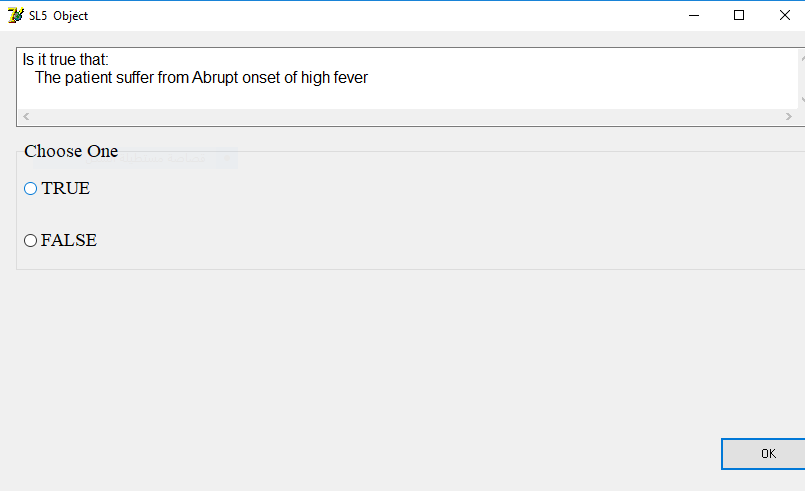 SL5 Object
Is it true that:
The patient suffer from Abrupt onset of high fever
Choose One
TRUE
FALSE
OK